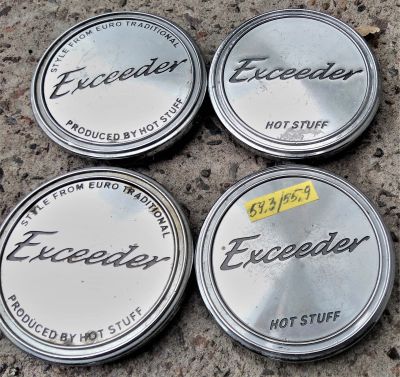 STYLE FROM EURO TRADITIONAL
Exceeder
PRODUCED BY HOT STUFF
Exceeder
HOT STUFF
STYLE FROM EURO TRADITIONAL
Exceeder
PRODUCED BY HOT STUFF
59,3/55,9
Exceeder
HOT STUFF